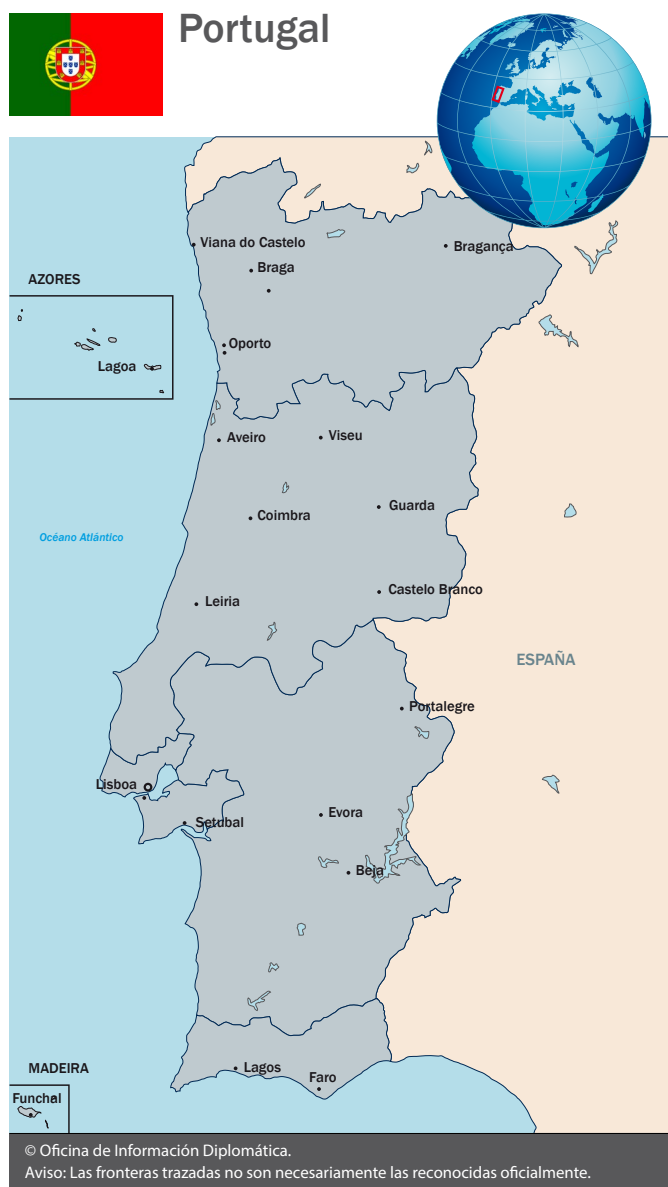 Portugal
Viana do Castelo
Bragança
Braga
AZORES
Oporto
Lagoa
Aveiro
Viseu
Guarda
Coimbra
Océano Atlántico
Castelo Branco
Leiria
ESPAÑA
Portalegre
Lisboa
Evora
Setubal
Beja
MADEIRA
Lagos
Faro
Funchal
© Oficina de Información Diplomática.
Aviso: Las fronteras trazadas no son necesariamente las reconocidas oficialmente.